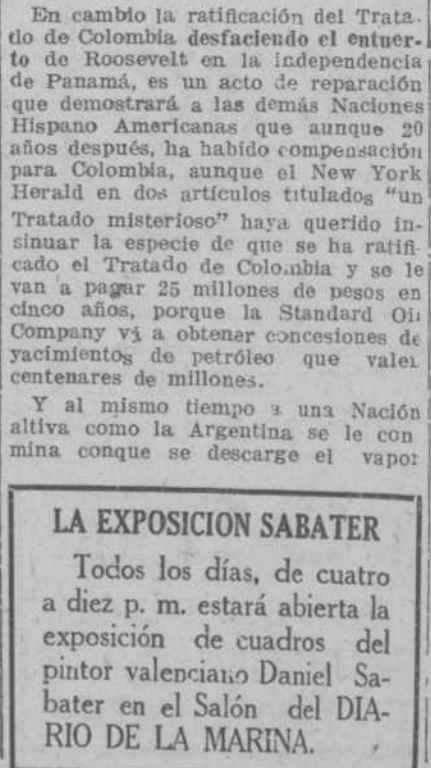 En cambio la ratificación del Trata-
do de Colombia desfaciendo el entuer-
to de Roosevelt en la independencia
de Panamá, es un acto de reparación
que demostrará a las demás Naciones
Hispano Americanas que aunque 20
años después, ha habido compensación
para Colombia, aunque el New York
Herald en dos artículos titulados "un
Tratado misterioso" haya querido in-
sinuar la especie de que se ha ratifi-
cado el Tratado de Colombia y se le
van a pagar 25 millones de pesos en
cinco años, porque la Standard Oil
Company va a obtener concesiones de
yacimientos de petróleo que valen
centenares de millones.
Y al mismo tiempo a una Nación
altiva como la Argentina se le con
mina conque se descarge el vapor
LA EXPOSICION SABATER
Todos los días, de cuatro
a diez p. m. estará abierta la
exposición de cuadros del
pintor valenciano Daniel Sa-
bater en el Salón del DIA-
RIO DE LA MARINA.